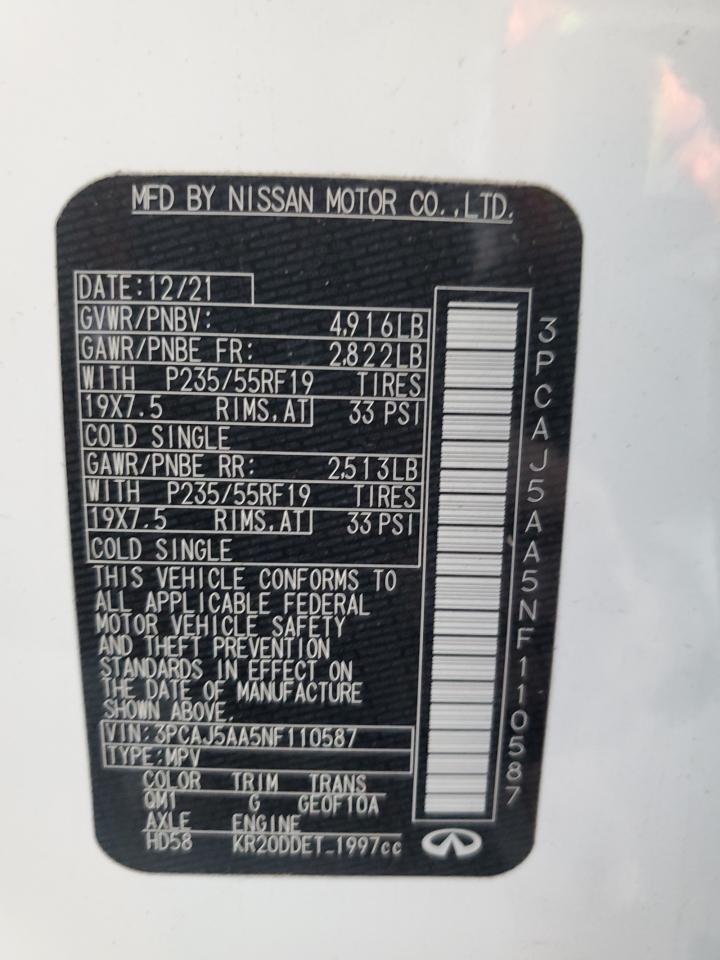 MFD BY NISSAN MOTOR CO.,LTD.
DATE:12/21
GVWR/PNBV: 4,916LB
GAWR/PNBE FR: 2,822LB
WITH P235/55RF19 TIRES
19X7.5 RIMS,AT 33 PSI
COLD SINGLE
GAWR/PNBE RR: 2,513LB
WITH P235/55RF19 TIRES
19X7.5 RIMS,AT 33 PSI
COLD SINGLE
THIS VEHICLE CONFORMS TO
ALL APPLICABLE FEDERAL
MOTOR VEHICLE SAFETY
AND THEFT PREVENTION
STANDARDS IN EFFECT ON
THE DATE OF MANUFACTURE
SHOWN ABOVE.
VIN:3PCAJ5AA5NF110587
TYPE:MPV
COLOR TRIM TRANS
QM1 G GE0F10A
AXLE ENGINE
HD58 KR20DDET_1997cc
3PCAJ5AA5NF110587